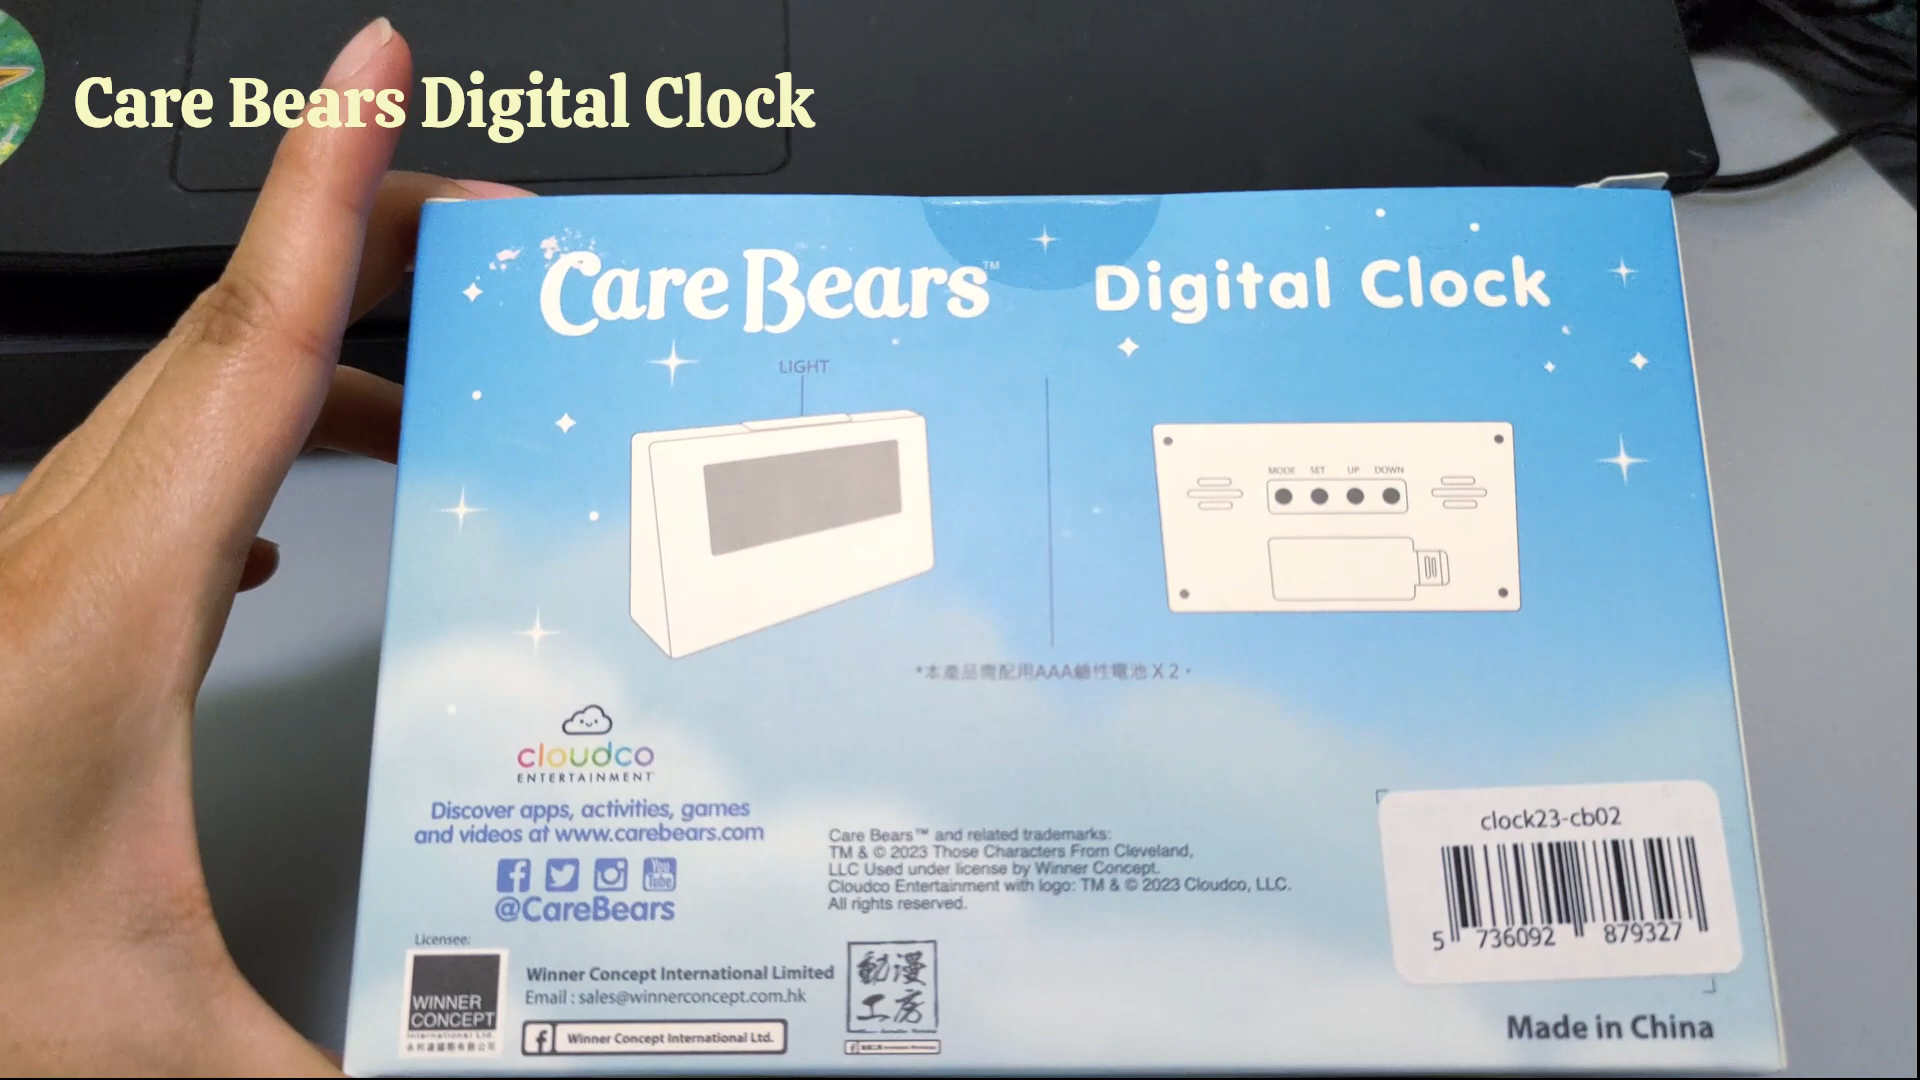 Care Bears Digital Clock
Care Bears™
Digital Clock
LIGHT
MODE SET UP DOWN
*本產品需配用AAA鹼性電池 X 2。
cloudco
ENTERTAINMENT
Discover apps, activities, games
and videos at www.carebears.com
You
Tube
@CareBears
Care Bears™ and related trademarks:
TM & © 2023 Those Characters From Cleveland,
LLC Used under license by Winner Concept.
Cloudco Entertainment with logo: TM & © 2023 Cloudco, LLC.
All rights reserved.
clock23-cb02
5 736092 879327
Licensee:
WINNER
CONCEPT
International Ltd.
Winner Concept International Limited
Email : sales@winnerconcept.com.hk
Winner Concept International Ltd.
動漫
工房
Made in China